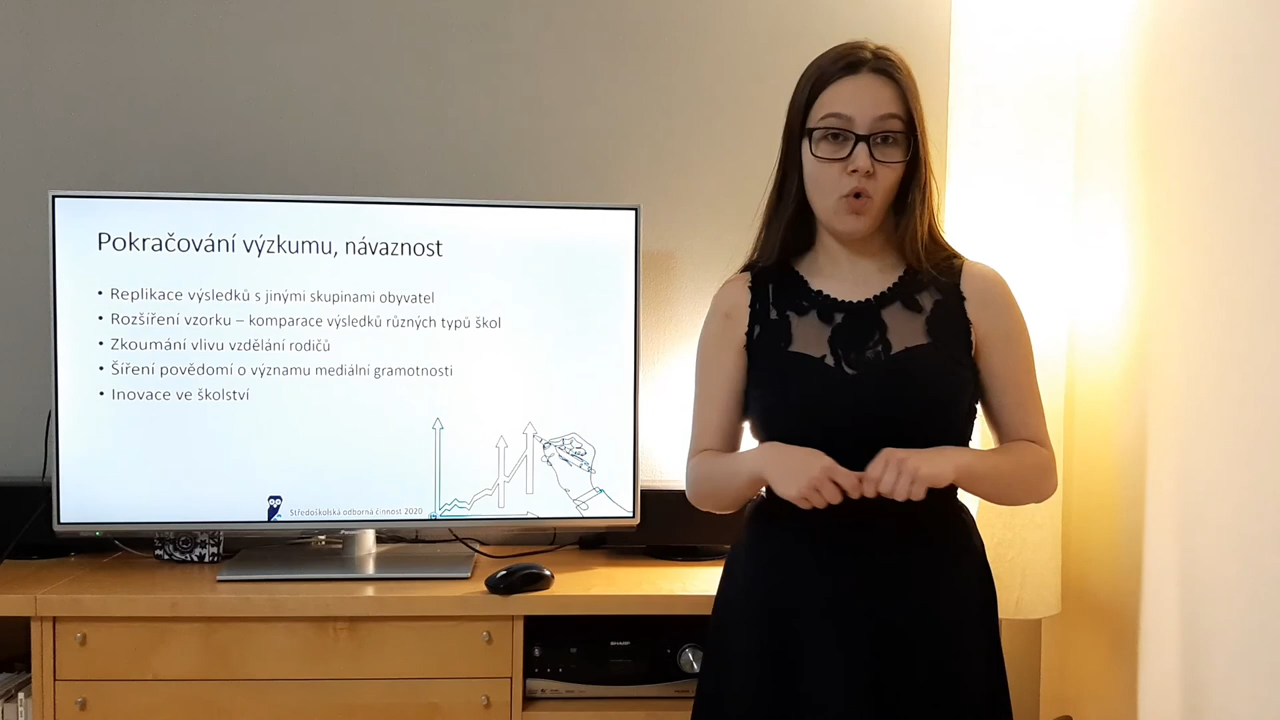 Pokračování výzkumu, návaznost
• Replikace výsledků s jinými skupinami obyvatel
• Rozšíření vzorku – komparace výsledků různých typů škol
• Zkoumání vlivu vzdělání rodičů
• Šíření povědomí o významu mediální gramotnosti
• Inovace ve školství
Středoškolská odborná činnost 2020
SHARP